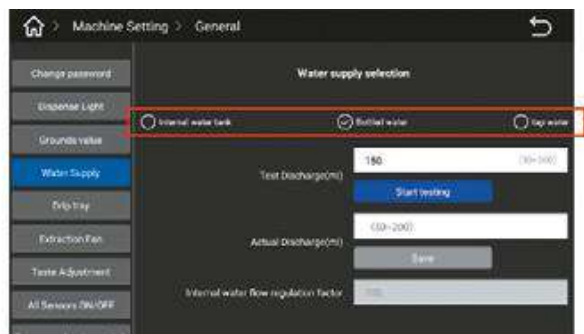 > Machine Setting > General
Change password
Water supply selection
Dispense Light
Internal water tank
Bottled water
tap water
Grounds value
Water Supply
150
Test Discharge(ml)
Start testing
Drip tray
(50~200)
Extraction Fan
Actual Discharge(ml)
Save
Taste Adjustment
Internal water flow regulation factor
All Sensors ON/OFF